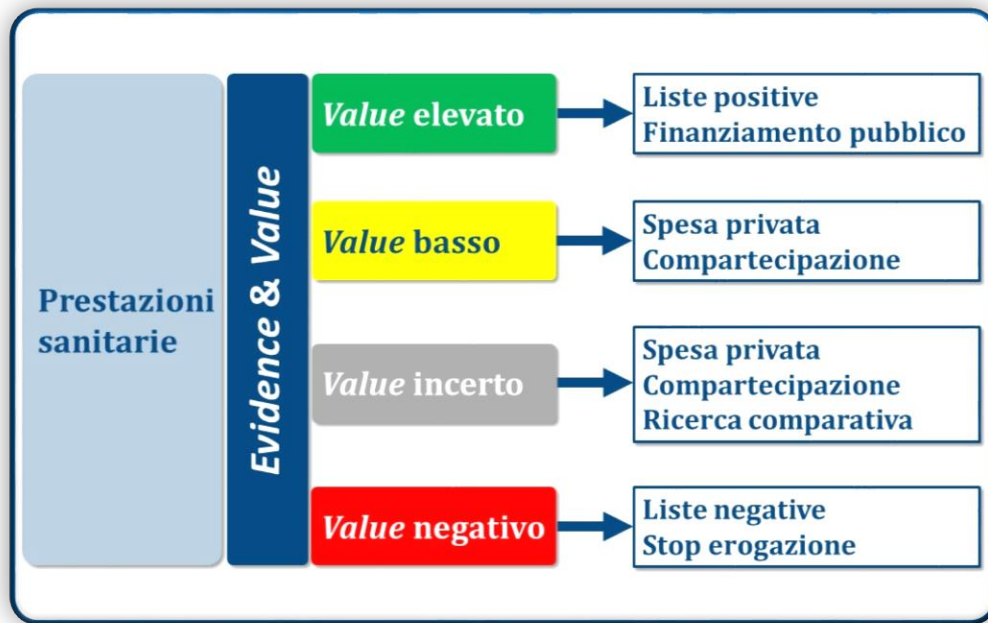 Prestazioni
sanitarie
Evidence & Value
Value elevato
Liste positive
Finanziamento pubblico
Value basso
Spesa privata
Compartecipazione
Value incerto
Spesa privata
Compartecipazione
Ricerca comparativa
Value negativo
Liste negative
Stop erogazione